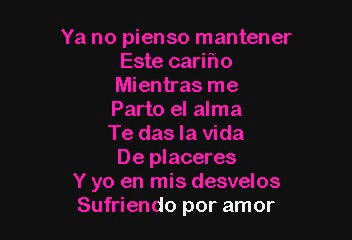 Ya no pienso mantener
Este cariño
Mientras me
Parto el alma
Te das la vida
De placeres
Y yo en mis desvelos
Sufriendo por amor